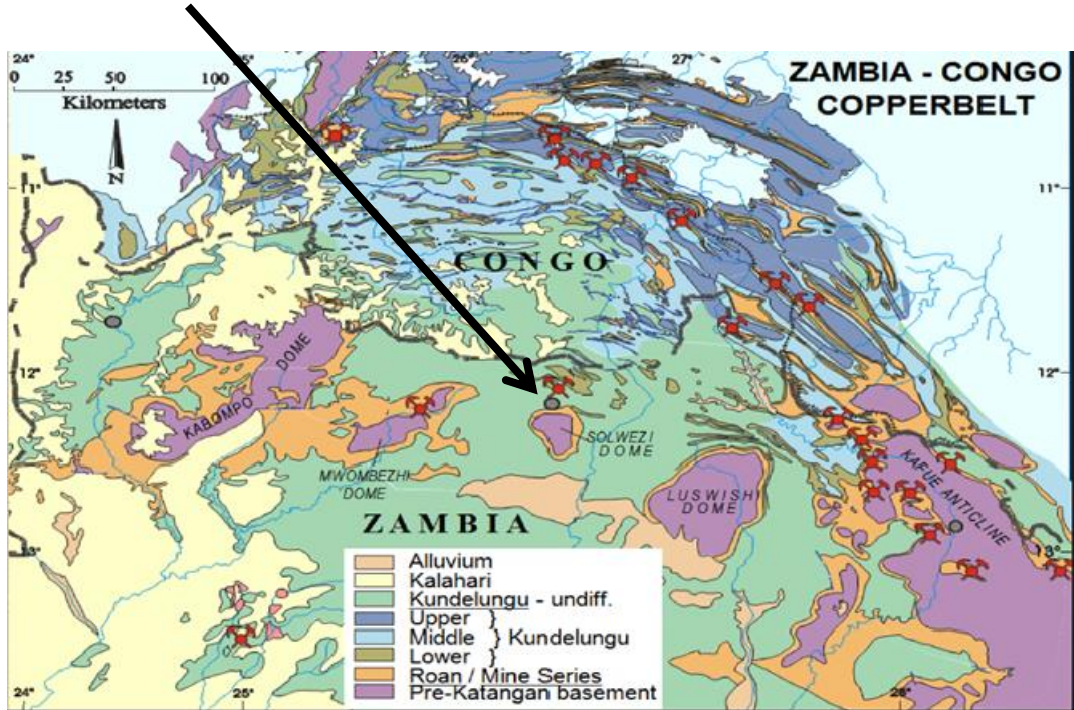 24°
26°
27°
ZAMBIA - CONGO
COPPERBELT
0 25 50 100
Kilometers
N
11°
11°
CONGO
12°
12°
DOME
KABOMPO
SOLWEZI
DOME
MWOMBEZHI
DOME
LUSWISHI
DOME
KAFUE ANTICLINE
ZAMBIA
13°
13°
Alluvium
Kalahari
Kundelungu - undiff.
Upper }
Middle } Kundelungu
Lower }
Roan / Mine Series
Pre-Katangan basement
24°
25°
28°